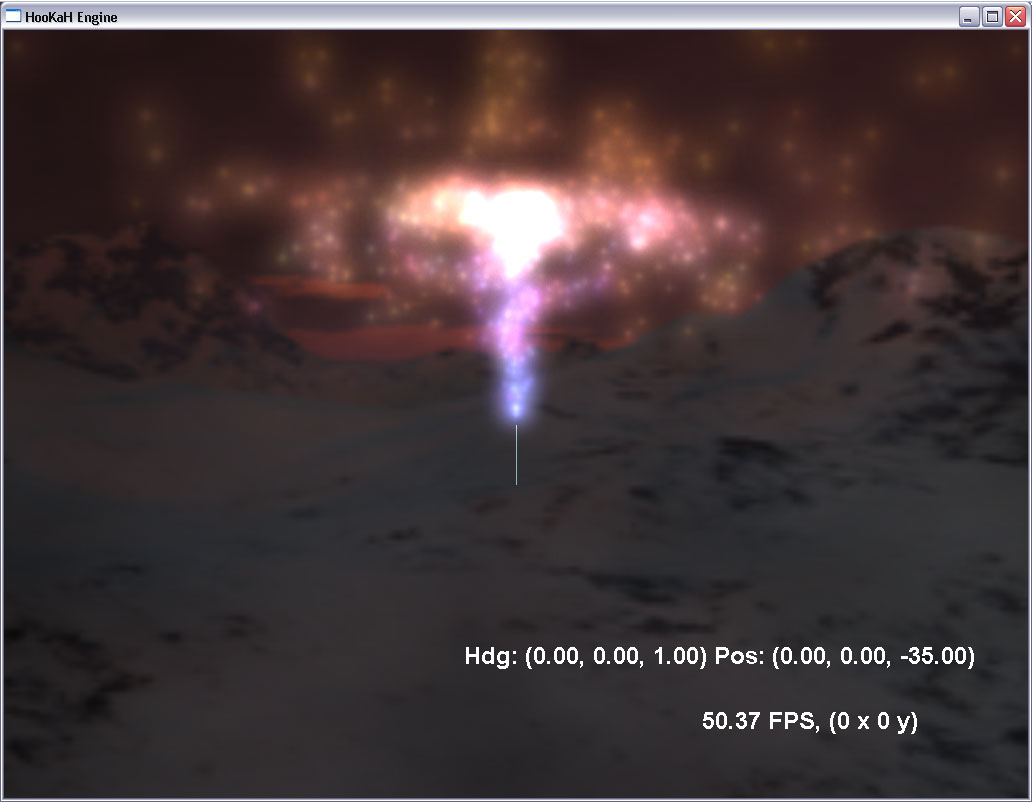 HooKaH Engine
Hdg: (0.00, 0.00, 1.00) Pos: (0.00, 0.00, -35.00)
50.37 FPS, (0 x 0 y)